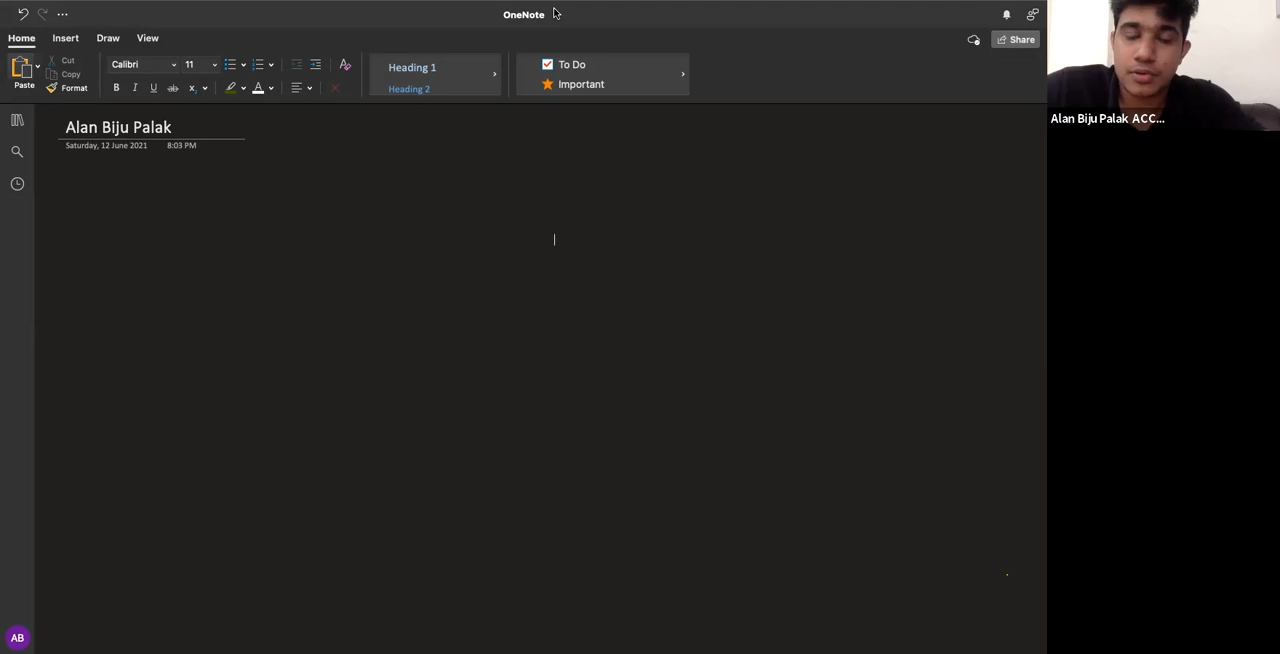 OneNote
Home Insert Draw View
Share
Paste
Cut
Copy
Format
Calibri 11
B I U ab x A
Heading 1
Heading 2
To Do
Important
Alan Biju Palak
Saturday, 12 June 2021 8:03 PM
Alan Biju Palak ACC...
AB